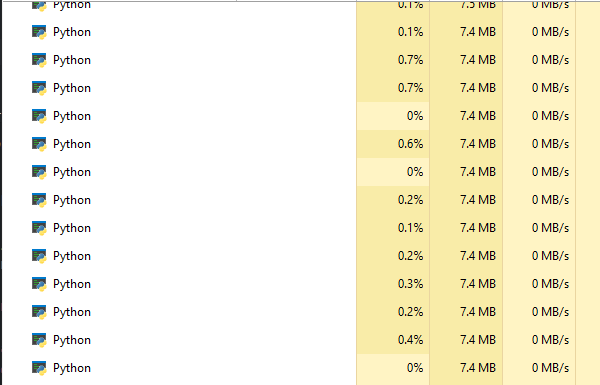 Python 0.1% 7.5 MB 0 MB/s
Python 0.1% 7.4 MB 0 MB/s
Python 0.7% 7.4 MB 0 MB/s
Python 0.7% 7.4 MB 0 MB/s
Python 0% 7.4 MB 0 MB/s
Python 0.6% 7.4 MB 0 MB/s
Python 0% 7.4 MB 0 MB/s
Python 0.2% 7.4 MB 0 MB/s
Python 0.1% 7.4 MB 0 MB/s
Python 0.2% 7.4 MB 0 MB/s
Python 0.3% 7.4 MB 0 MB/s
Python 0.2% 7.4 MB 0 MB/s
Python 0.4% 7.4 MB 0 MB/s
Python 0% 7.4 MB 0 MB/s